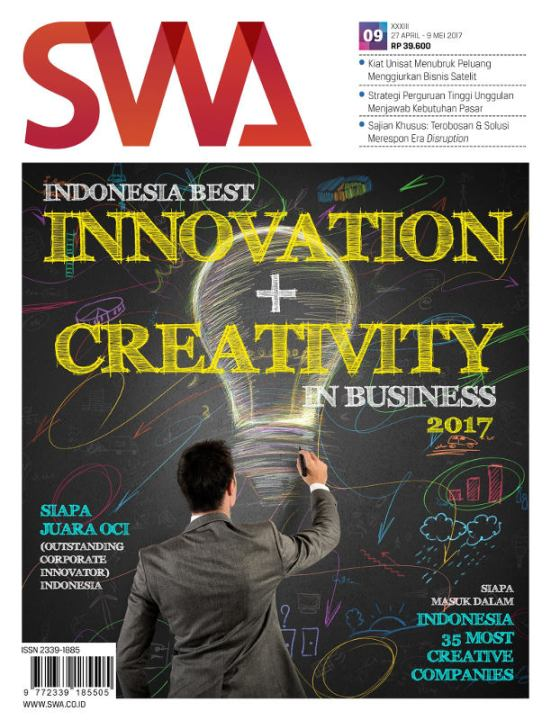 SWA
09
XXXIII
27 APRIL - 9 MEI 2017
RP 39.600
Kiat Unisat Menubruk Peluang
Menggiurkan Bisnis Satelit
Strategi Perguruan Tinggi Unggulan
Menjawab Kebutuhan Pasar
Sajian Khusus: Terobosan & Solusi
Merespon Era Disruption
INDONESIA BEST
INNOVATION
+
CREATIVITY
IN BUSINESS
2017
SIAPA
JUARA OCI
(OUTSTANDING
CORPORATE
INNOVATOR)
INDONESIA
SIAPA
MASUK DALAM
INDONESIA
35 MOST
CREATIVE
COMPANIES
ISSN 2339-1885
9 772339 185505
WWW.SWA.CO.ID